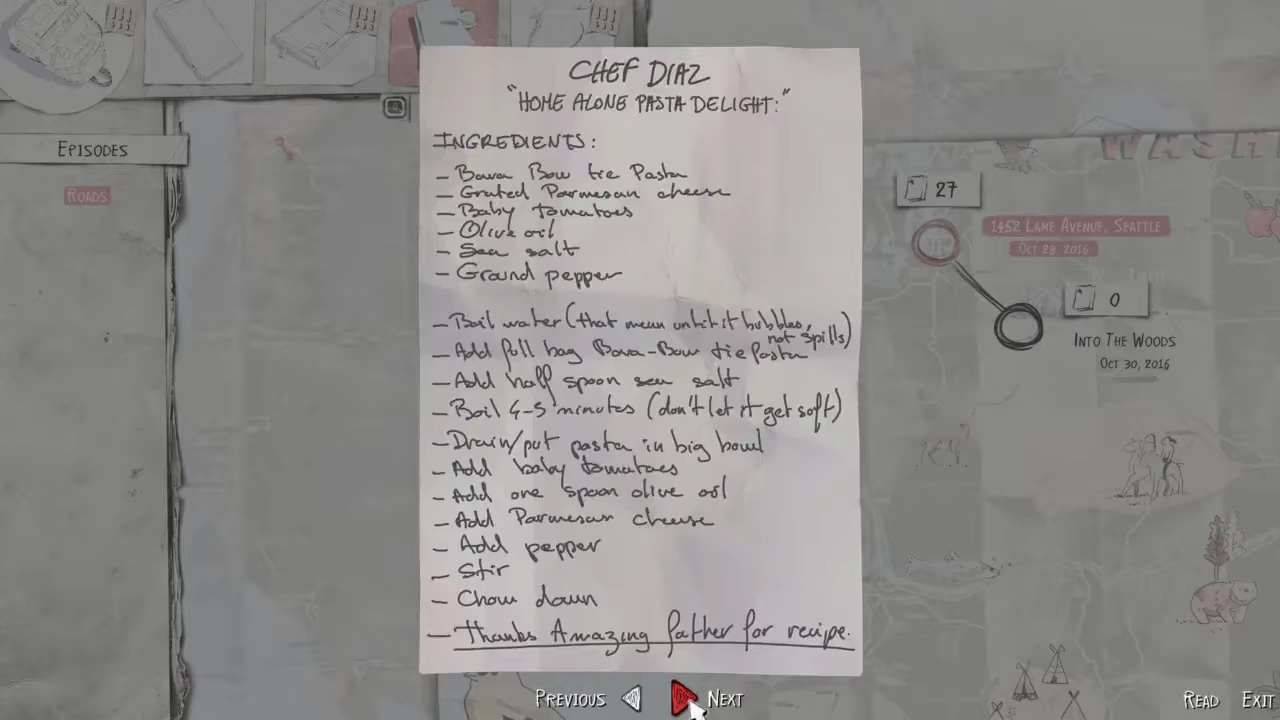 CHEF DIAZ
"HOME ALONE PASTA DELIGHT:"
INGREDIENTS:
- Bava Bow tie Pasta
- Grated Parmesan cheese
- Baby tomatoes
- Olive oil
- Sea salt
- Ground pepper
- Boil water (that mean until it bubbles, not spills)
- Add full bag Bava-Bow tie Pasta
- Add half spoon sea salt
- Boil 4-5 minutes (don't let it get soft)
- Drain/put pasta in big bowl
- Add baby tomatoes
- Add one spoon olive oil
- Add Parmesan cheese
- Add pepper
- Stir
- Chow down
- Thanks Amazing father for recipe.
EPISODES
ROADS
WASH
27
1452 LAME AVENUE, SEATTLE
OCT 28, 2016
0
INTO THE WOODS
OCT 30, 2016
PREVIOUS
NEXT
READ
EXIT